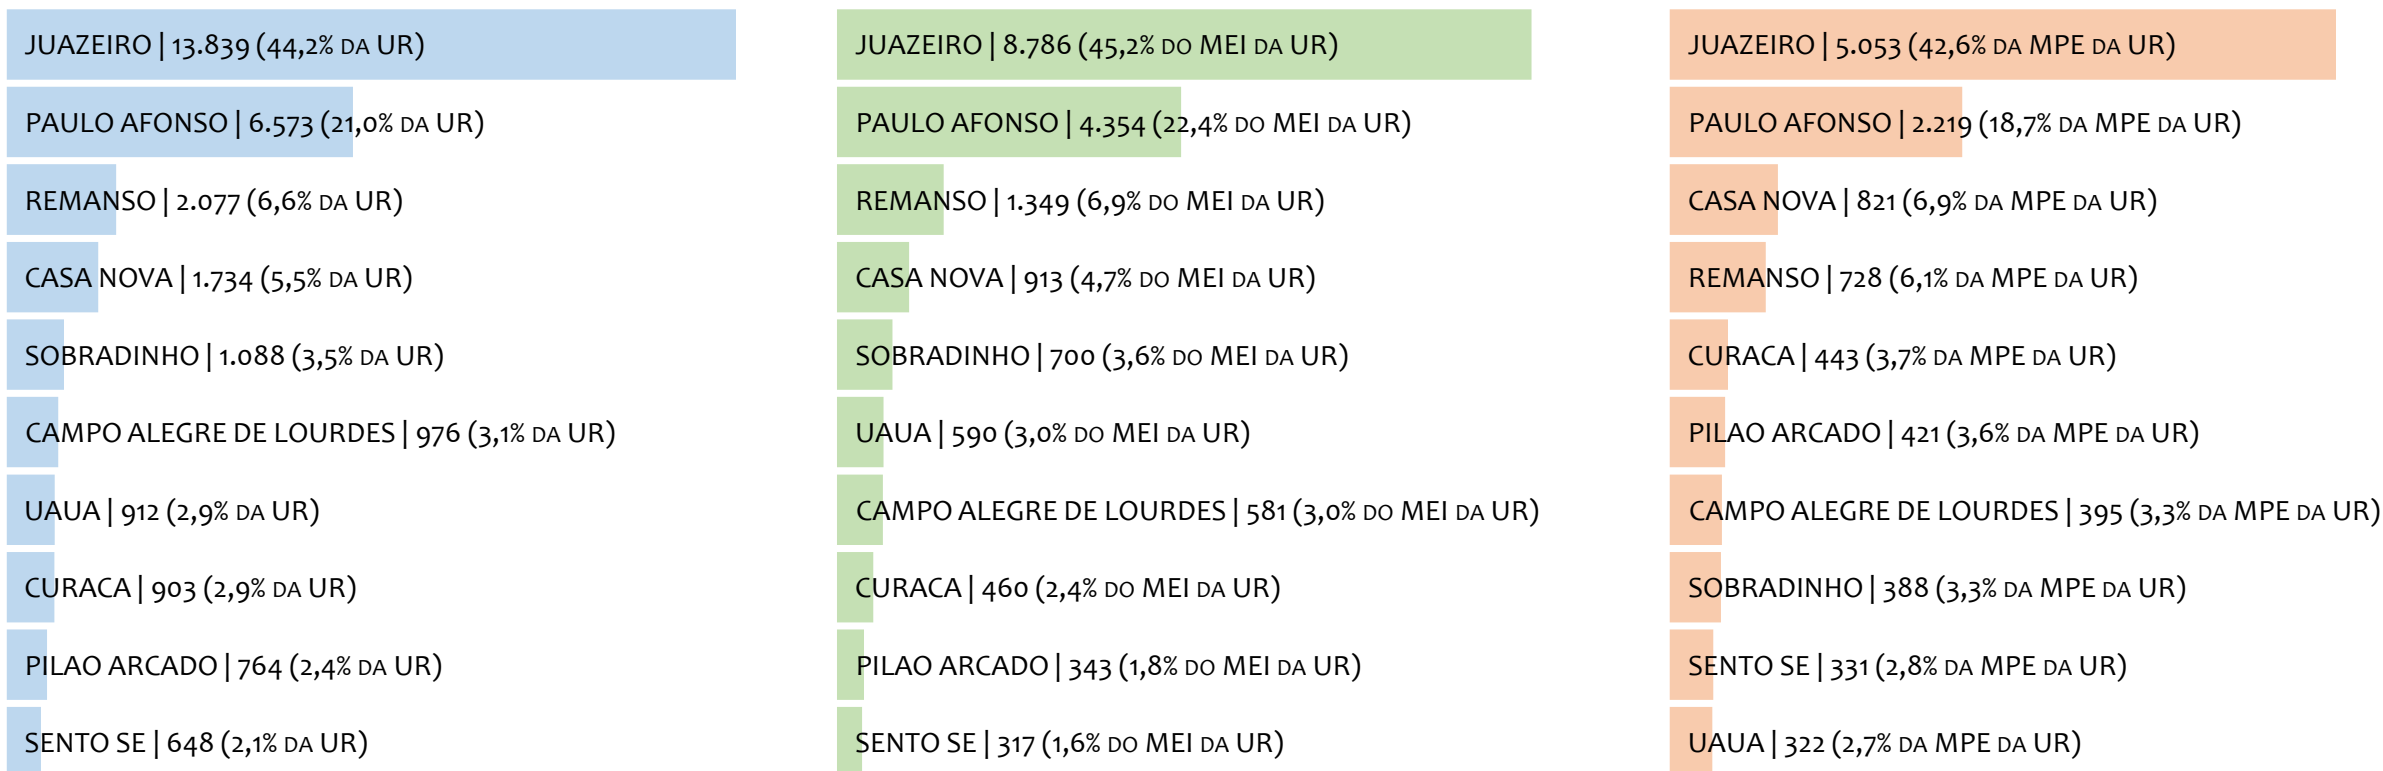 JUAZEIRO | 13.839 (44,2% DA UR)
PAULO AFONSO | 6.573 (21,0% DA UR)
REMANSO | 2.077 (6,6% DA UR)
CASA NOVA | 1.734 (5,5% DA UR)
SOBRADINHO | 1.088 (3,5% DA UR)
CAMPO ALEGRE DE LOURDES | 976 (3,1% DA UR)
UAUA | 912 (2,9% DA UR)
CURACA | 903 (2,9% DA UR)
PILAO ARCADO | 764 (2,4% DA UR)
SENTO SE | 648 (2,1% DA UR)
JUAZEIRO | 8.786 (45,2% DO MEI DA UR)
PAULO AFONSO | 4.354 (22,4% DO MEI DA UR)
REMANSO | 1.349 (6,9% DO MEI DA UR)
CASA NOVA | 913 (4,7% DO MEI DA UR)
SOBRADINHO | 700 (3,6% DO MEI DA UR)
UAUA | 590 (3,0% DO MEI DA UR)
CAMPO ALEGRE DE LOURDES | 581 (3,0% DO MEI DA UR)
CURACA | 460 (2,4% DO MEI DA UR)
PILAO ARCADO | 343 (1,8% DO MEI DA UR)
SENTO SE | 317 (1,6% DO MEI DA UR)
JUAZEIRO | 5.053 (42,6% DA MPE DA UR)
PAULO AFONSO | 2.219 (18,7% DA MPE DA UR)
CASA NOVA | 821 (6,9% DA MPE DA UR)
REMANSO | 728 (6,1% DA MPE DA UR)
CURACA | 443 (3,7% DA MPE DA UR)
PILAO ARCADO | 421 (3,6% DA MPE DA UR)
CAMPO ALEGRE DE LOURDES | 395 (3,3% DA MPE DA UR)
SOBRADINHO | 388 (3,3% DA MPE DA UR)
SENTO SE | 331 (2,8% DA MPE DA UR)
UAUA | 322 (2,7% DA MPE DA UR)